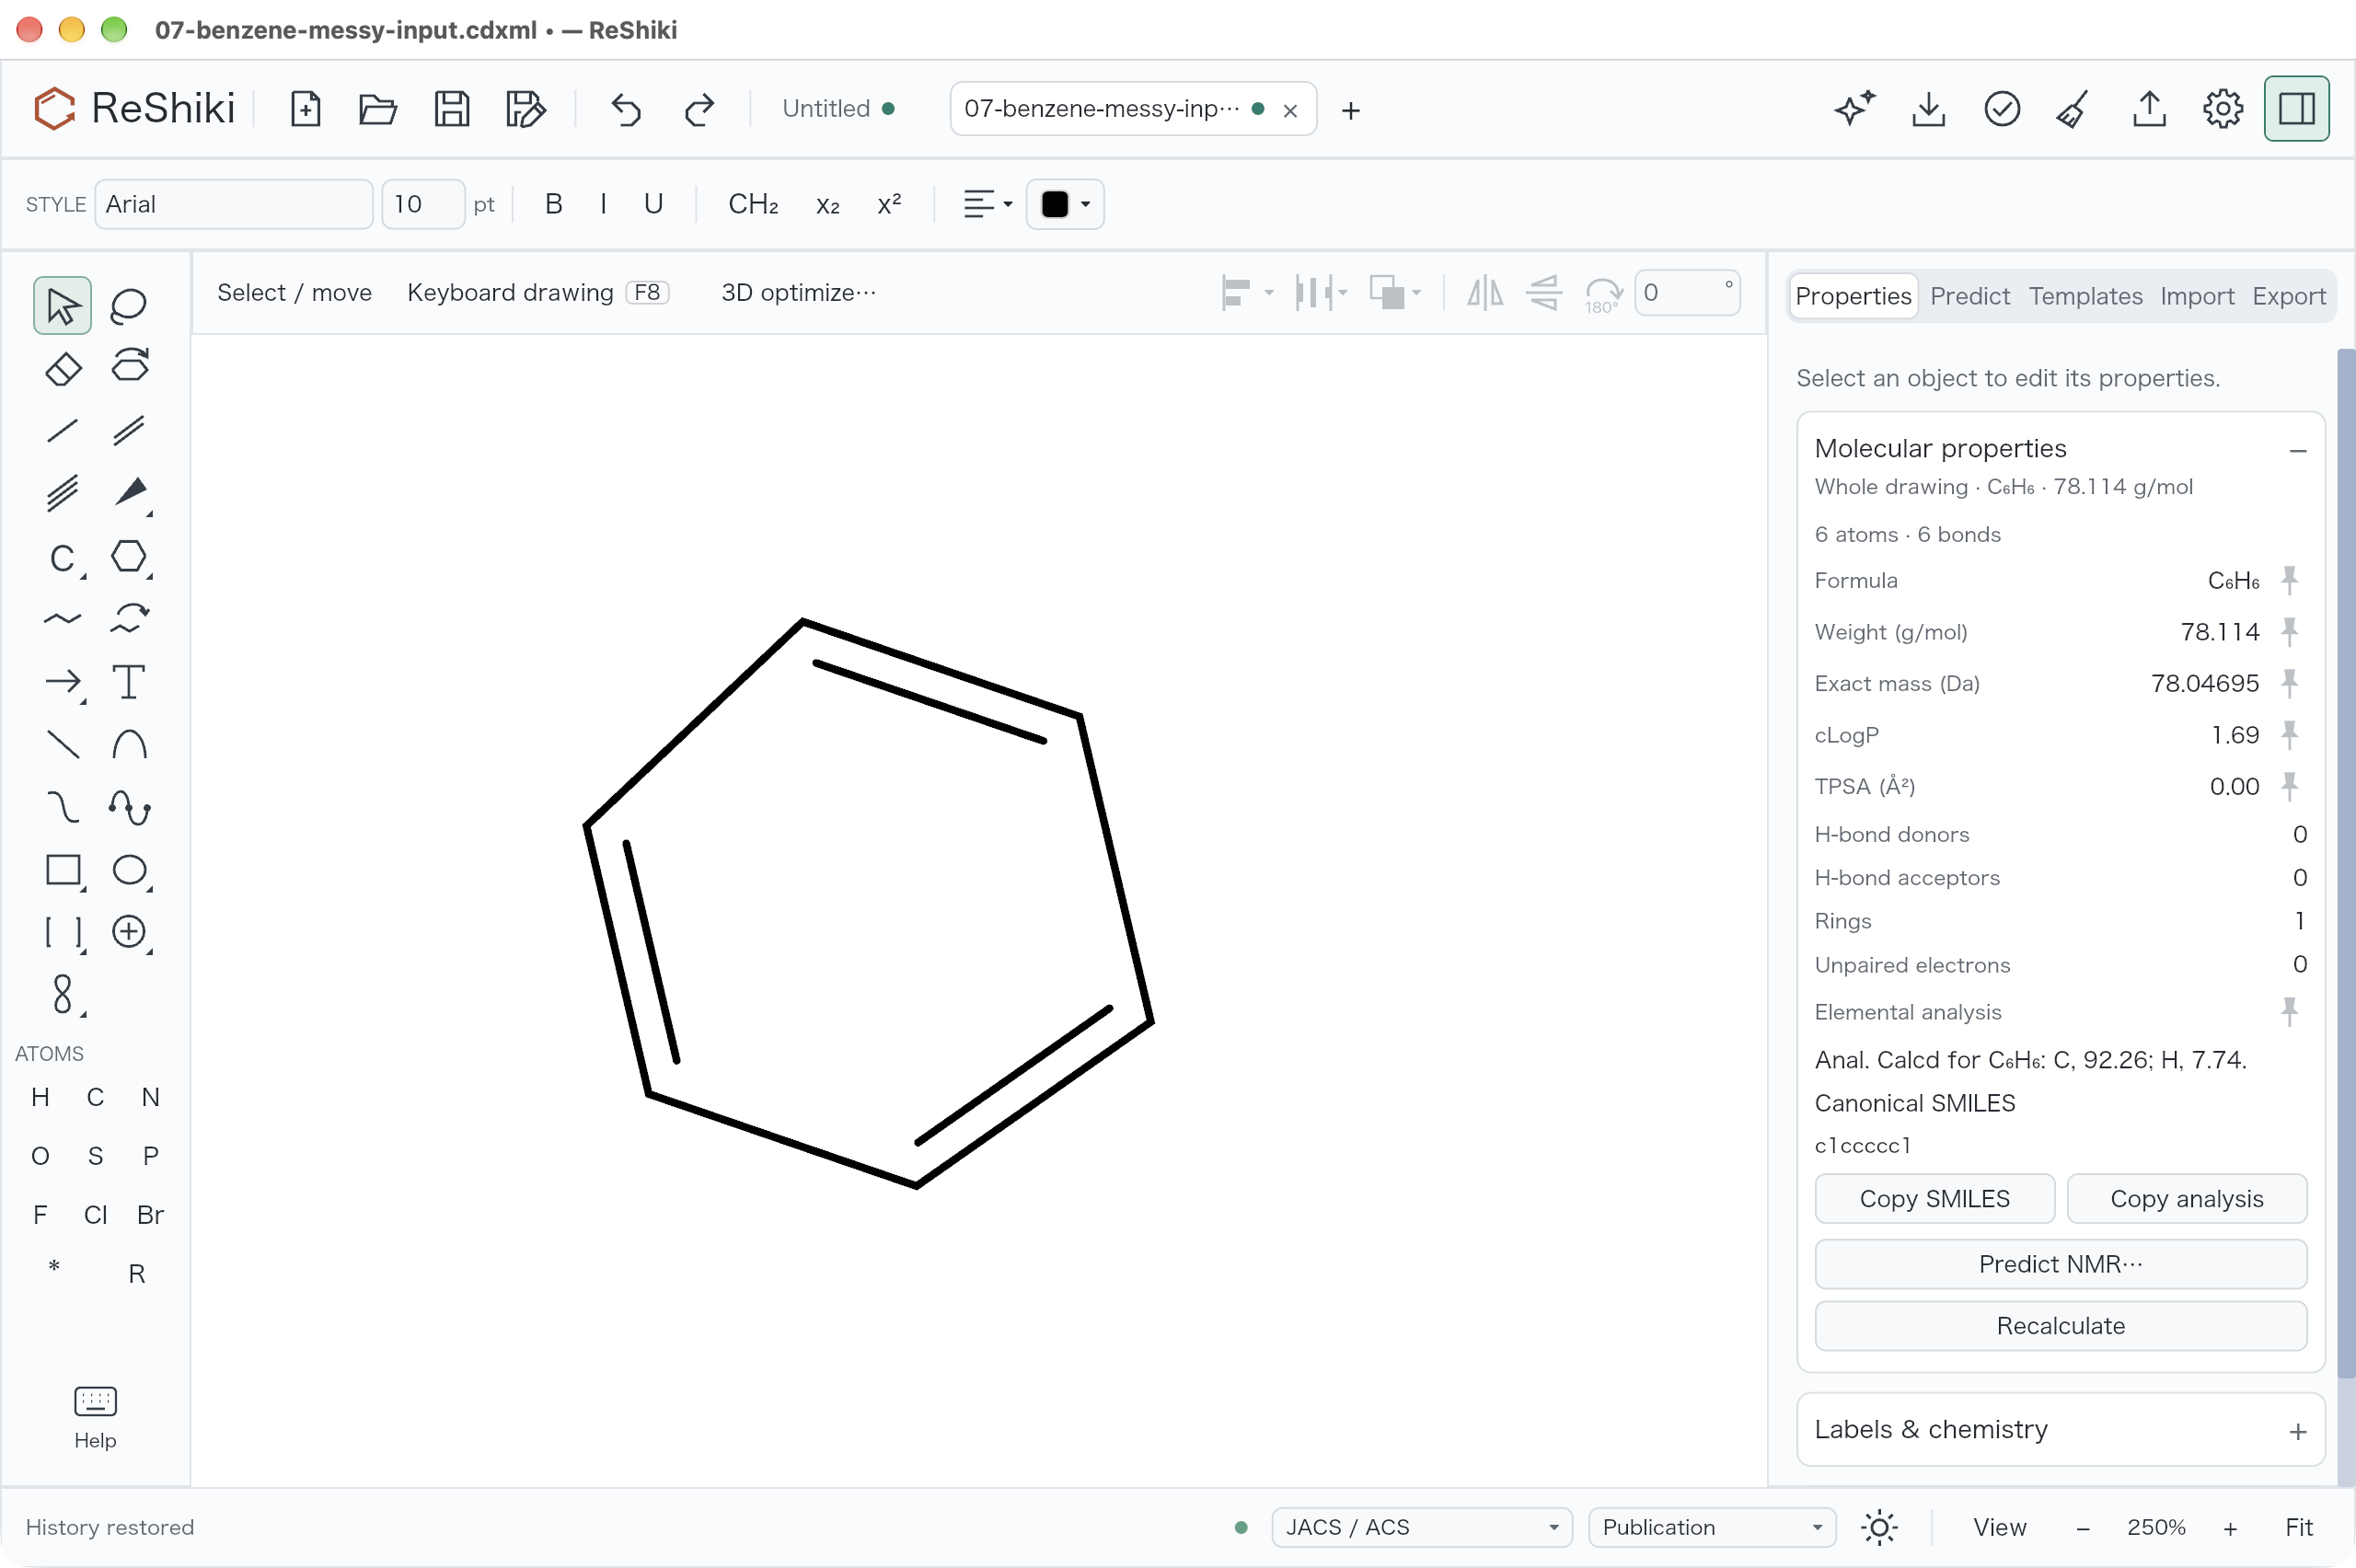 07-benzene-messy-input.cdxml • — ReShiki
ReShiki
Untitled
07-benzene-messy-inp…
STYLE Arial 10 pt B I U CH₂ x₂ x²
Select / move Keyboard drawing F8 3D optimize…
180° 0 °
Properties Predict Templates Import Export
Select an object to edit its properties.
Molecular properties
Whole drawing · C₆H₆ · 78.114 g/mol
6 atoms · 6 bonds
Formula C₆H₆
Weight (g/mol) 78.114
Exact mass (Da) 78.04695
cLogP 1.69
TPSA (Å²) 0.00
H-bond donors 0
H-bond acceptors 0
Rings 1
Unpaired electrons 0
Elemental analysis
Anal. Calcd for C₆H₆: C, 92.26; H, 7.74.
Canonical SMILES
c1ccccc1
Copy SMILES Copy analysis
Predict NMR…
Recalculate
Labels & chemistry
C
T
[ ]
ATOMS
H C N
O S P
F Cl Br
* R
Help
History restored
JACS / ACS
Publication
View − 250% + Fit